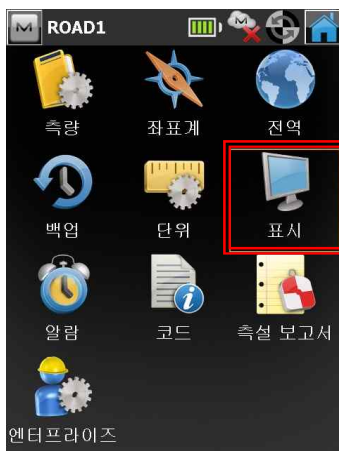 M ROAD1
M
측량 좌표계 전역
백업 단위 표시
알람 코드 측설 보고서
엔터프라이즈